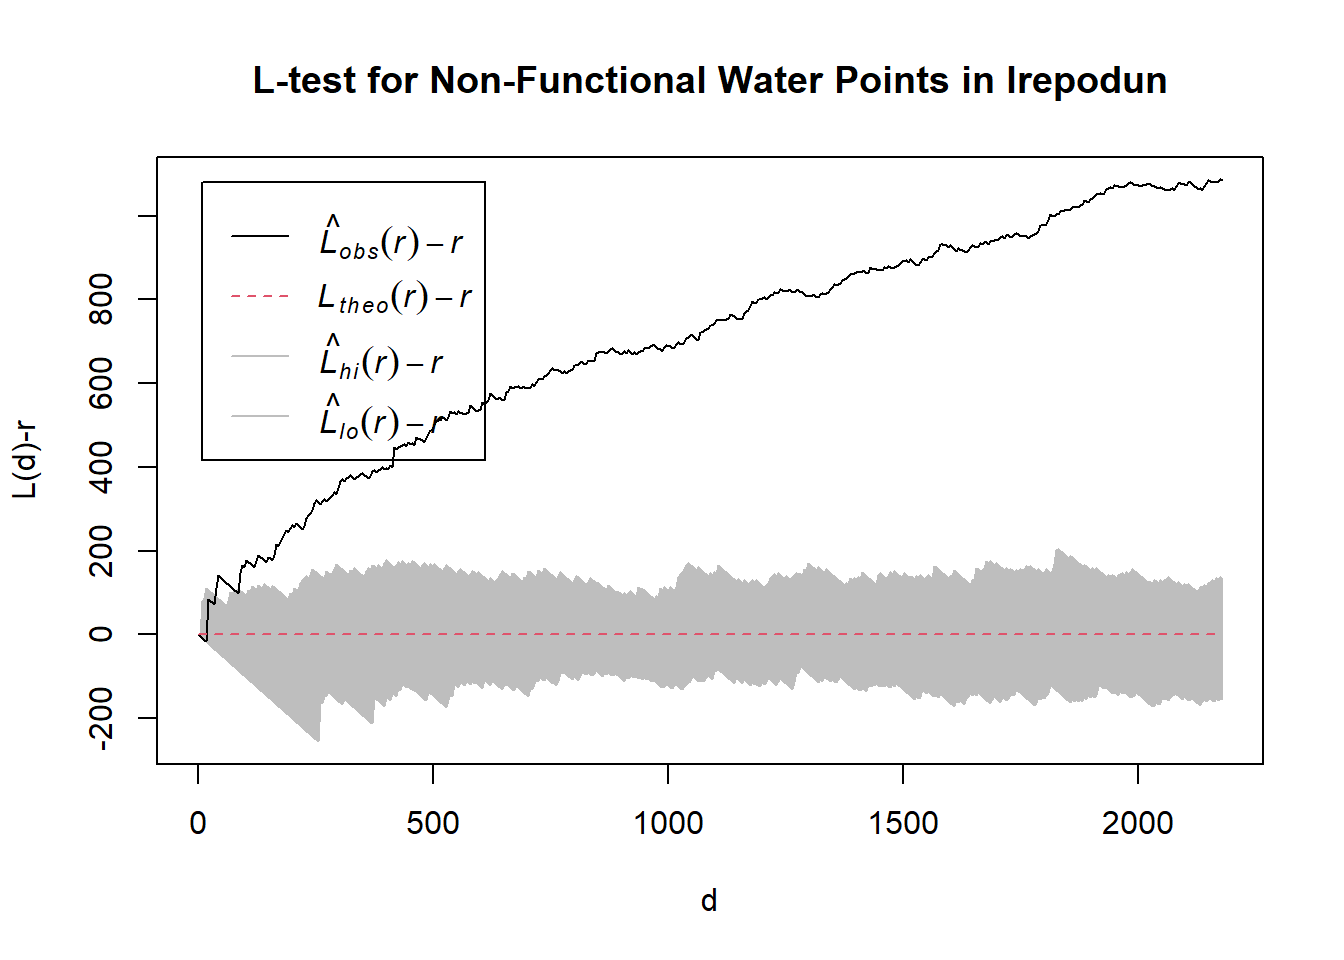 L-test for Non-Functional Water Points in Irepodun
L̂obs(r) – r
Ltheo(r) – r
L̂hi(r) – r
L̂lo(r) – r
L(d)-r
800
600
400
200
0
-200
0 500 1000 1500 2000
d